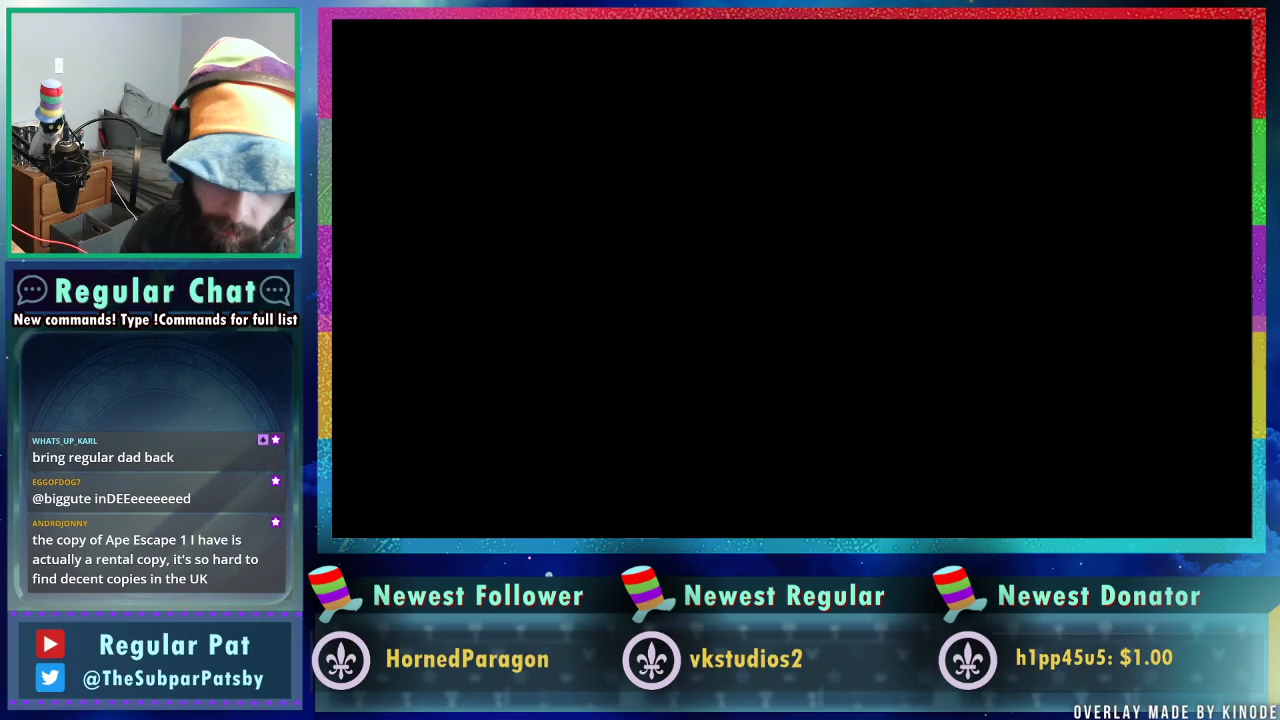 Regular Chat
New commands! Type !Commands for full list
WHATS_UP_KARL
bring regular dad back
EGGOFDOG7
@biggute inDEEeeeeeed
ANDROJONNY
the copy of Ape Escape 1 I have is
actually a rental copy, it's so hard to
find decent copies in the UK
Regular Pat
@TheSubparPatsby
Newest Follower
HornedParagon
Newest Regular
vkstudios2
Newest Donator
h1pp45u5: $1.00
OVERLAY MADE BY KINODE